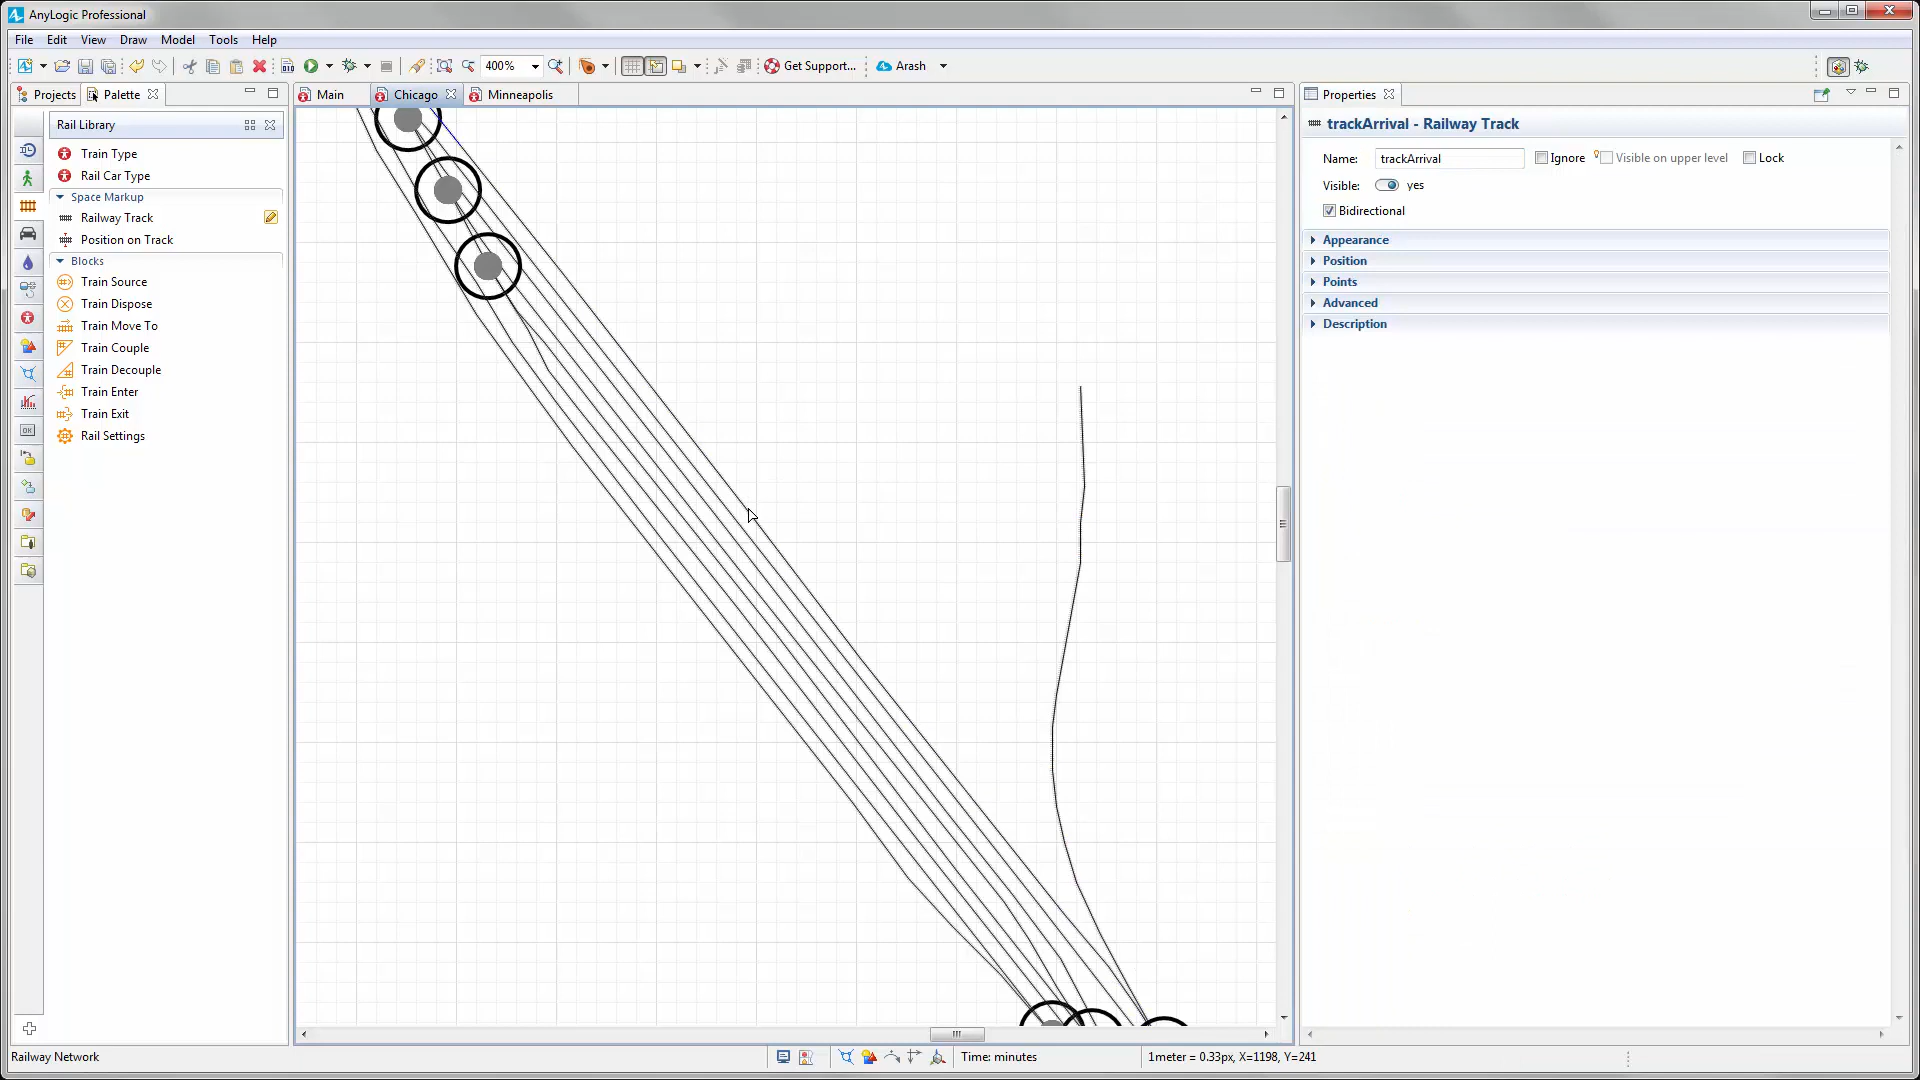 AnyLogic Professional
File Edit View Draw Model Tools Help
400% Get Support... Arash
Projects Palette
Main Chicago Minneapolis
Properties
Rail Library
Train Type
Rail Car Type
Space Markup
Railway Track
Position on Track
Blocks
Train Source
Train Dispose
Train Move To
Train Couple
Train Decouple
Train Enter
Train Exit
Rail Settings
OK
trackArrival - Railway Track
Name: trackArrival Ignore Visible on upper level Lock
Visible: yes
Bidirectional
Appearance
Position
Points
Advanced
Description
Railway Network
Time: minutes
1meter = 0.33px, X=1198, Y=241